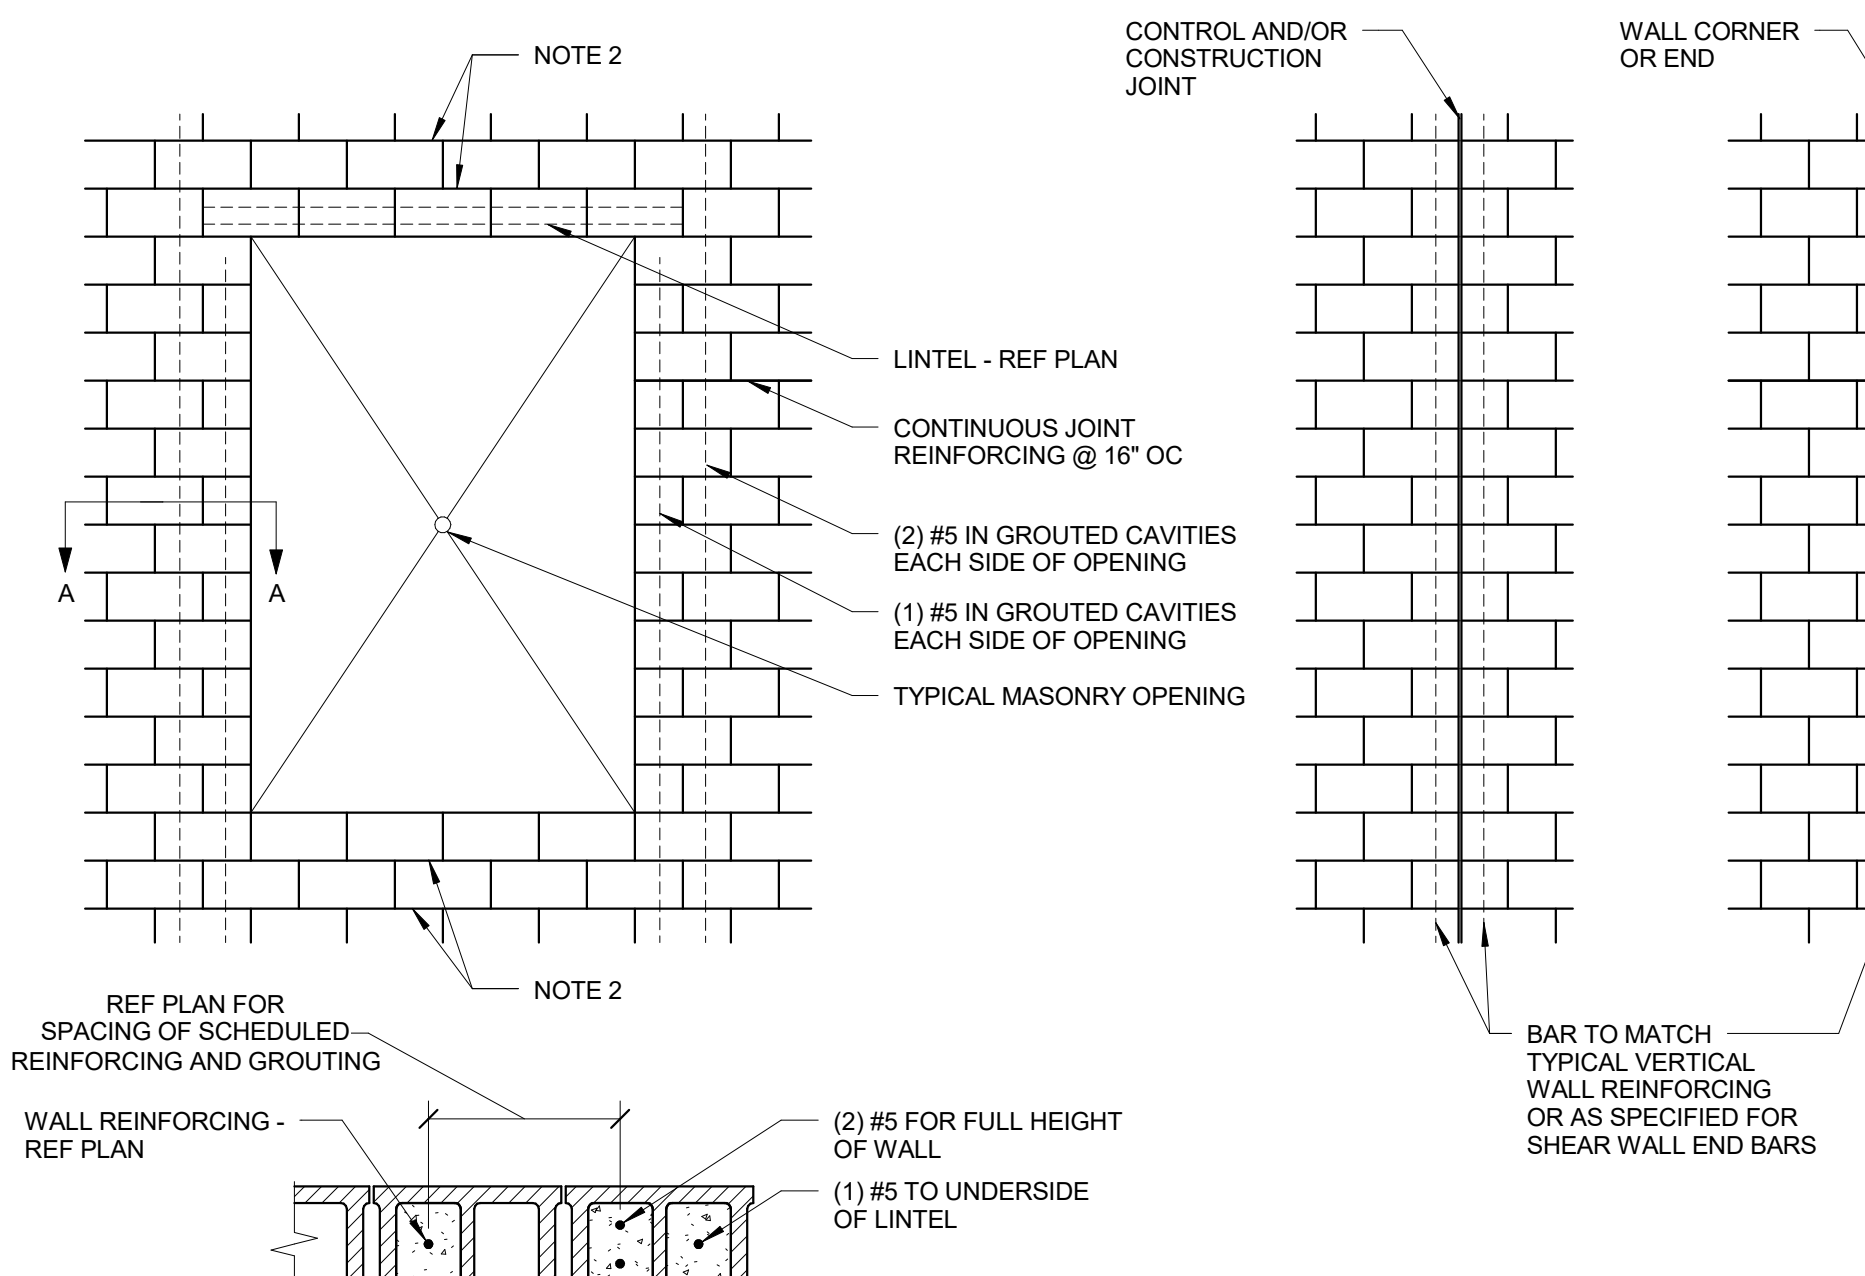 NOTE 2
CONTROL AND/OR
CONSTRUCTION
JOINT
WALL CORNER
OR END
LINTEL - REF PLAN
CONTINUOUS JOINT
REINFORCING @ 16" OC
(2) #5 IN GROUTED CAVITIES
EACH SIDE OF OPENING
(1) #5 IN GROUTED CAVITIES
EACH SIDE OF OPENING
TYPICAL MASONRY OPENING
A
A
NOTE 2
REF PLAN FOR
SPACING OF SCHEDULED
REINFORCING AND GROUTING
WALL REINFORCING -
REF PLAN
(2) #5 FOR FULL HEIGHT
OF WALL
(1) #5 TO UNDERSIDE
OF LINTEL
BAR TO MATCH
TYPICAL VERTICAL
WALL REINFORCING
OR AS SPECIFIED FOR
SHEAR WALL END BARS